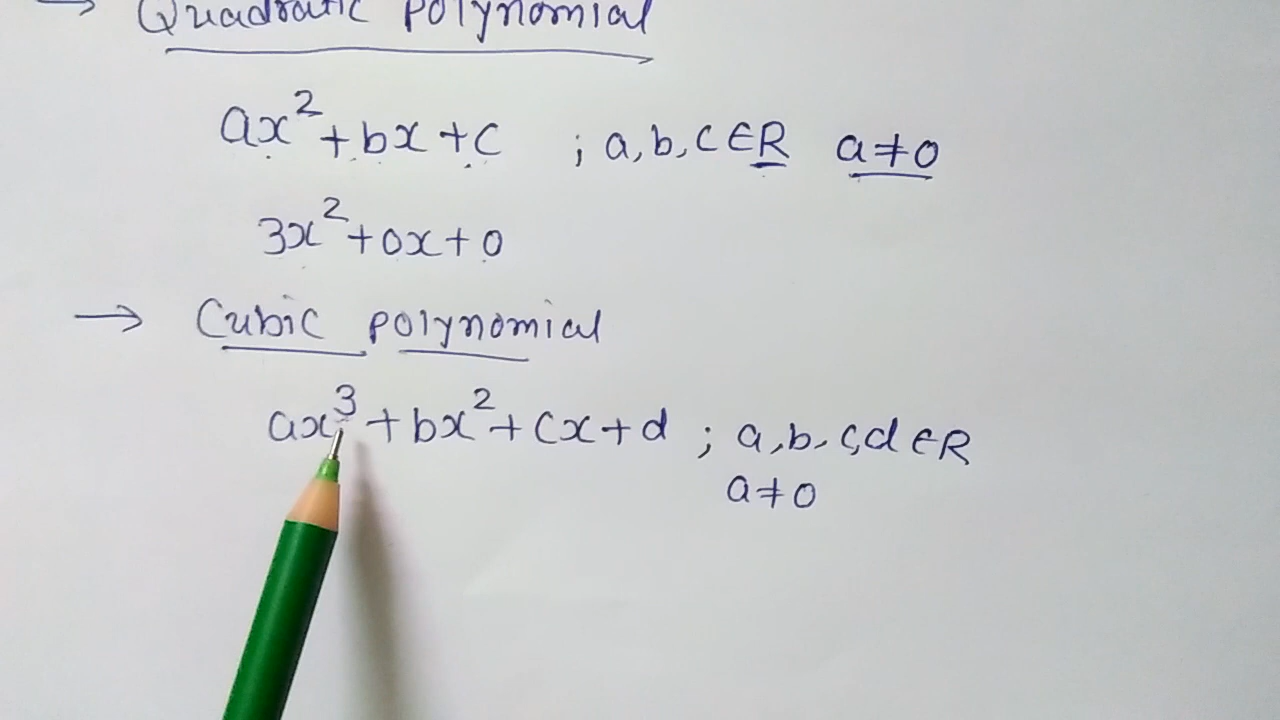 → Quadratic polynomial
ax²+bx+c ; a,b,c∈R a≠0
3x²+0x+0
→ Cubic polynomial
ax³+bx²+cx+d ; a,b,c,d∈R
a≠0